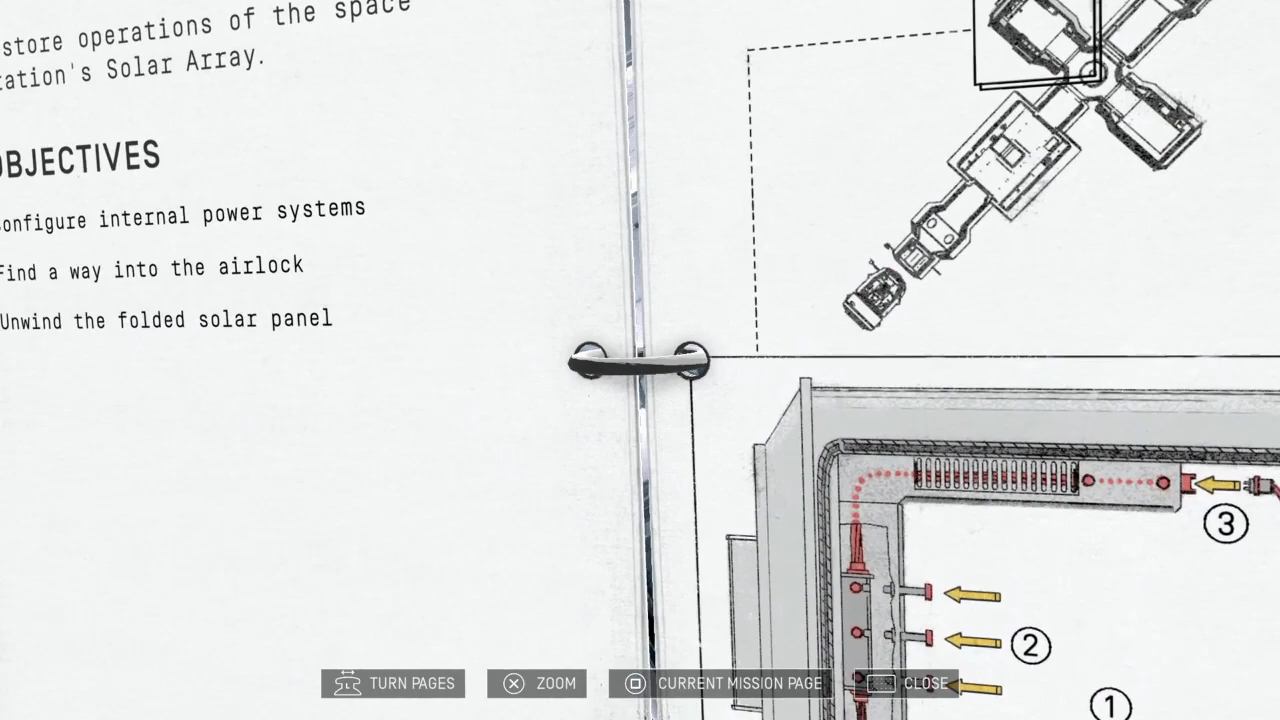 store operations of the space
ation's Solar Array.
OBJECTIVES
onfigure internal power systems
Find a way into the airlock
Unwind the folded solar panel
3
2
1
TURN PAGES
ZOOM
CURRENT MISSION PAGE
CLOSE